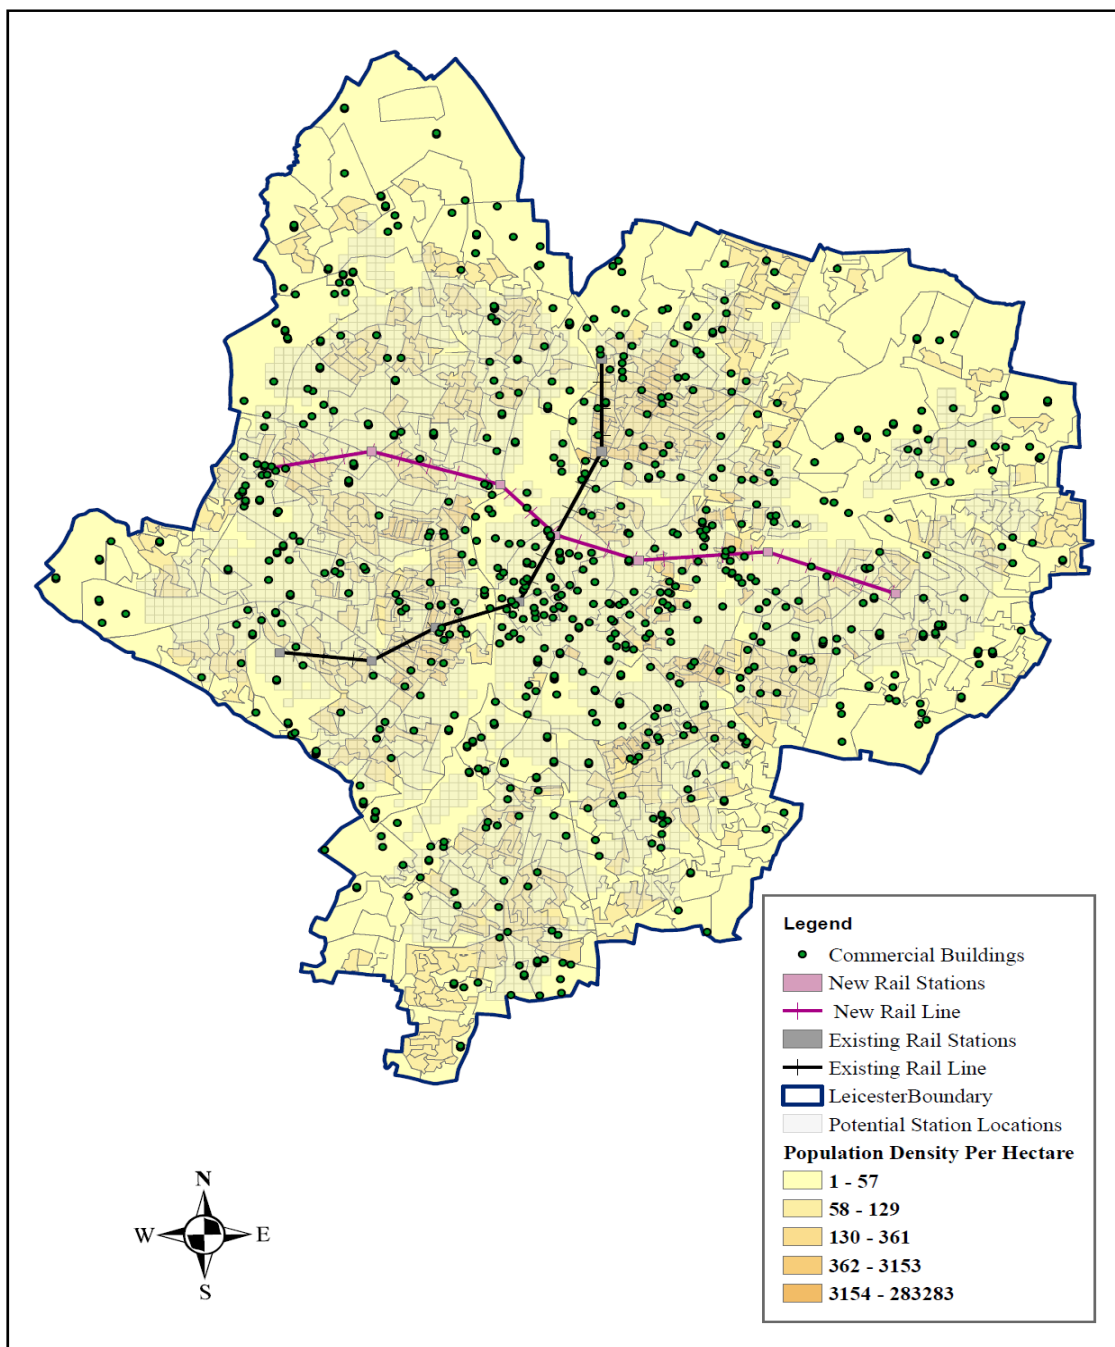 Legend
Commercial Buildings
New Rail Stations
New Rail Line
Existing Rail Stations
Existing Rail Line
LeicesterBoundary
Potential Station Locations
Population Density Per Hectare
1 - 57
58 - 129
130 - 361
362 - 3153
3154 - 283283
N
W E
S